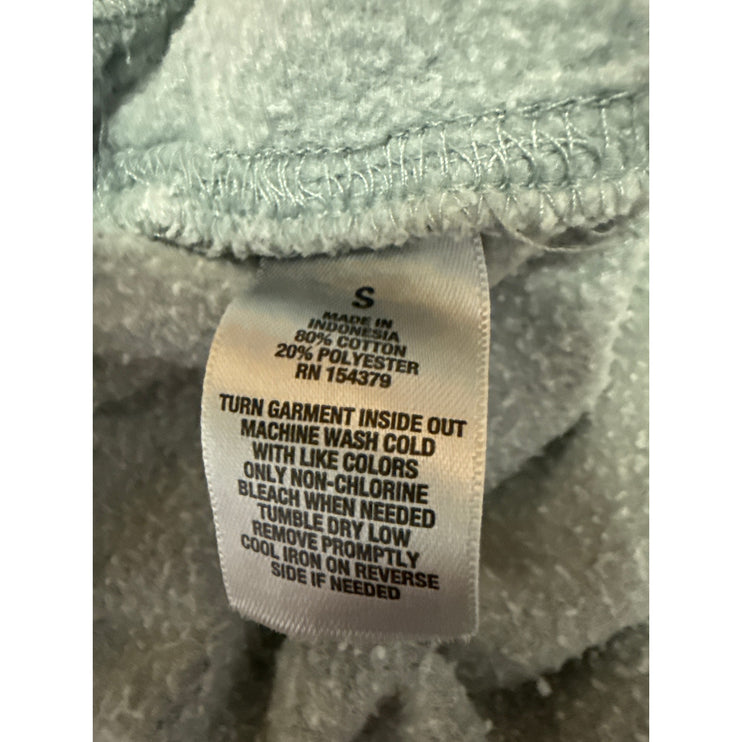 S
MADE IN
INDONESIA
80% COTTON
20% POLYESTER
RN 154379
TURN GARMENT INSIDE OUT
MACHINE WASH COLD
WITH LIKE COLORS
ONLY NON-CHLORINE
BLEACH WHEN NEEDED
TUMBLE DRY LOW
REMOVE PROMPTLY
COOL IRON ON REVERSE
SIDE IF NEEDED